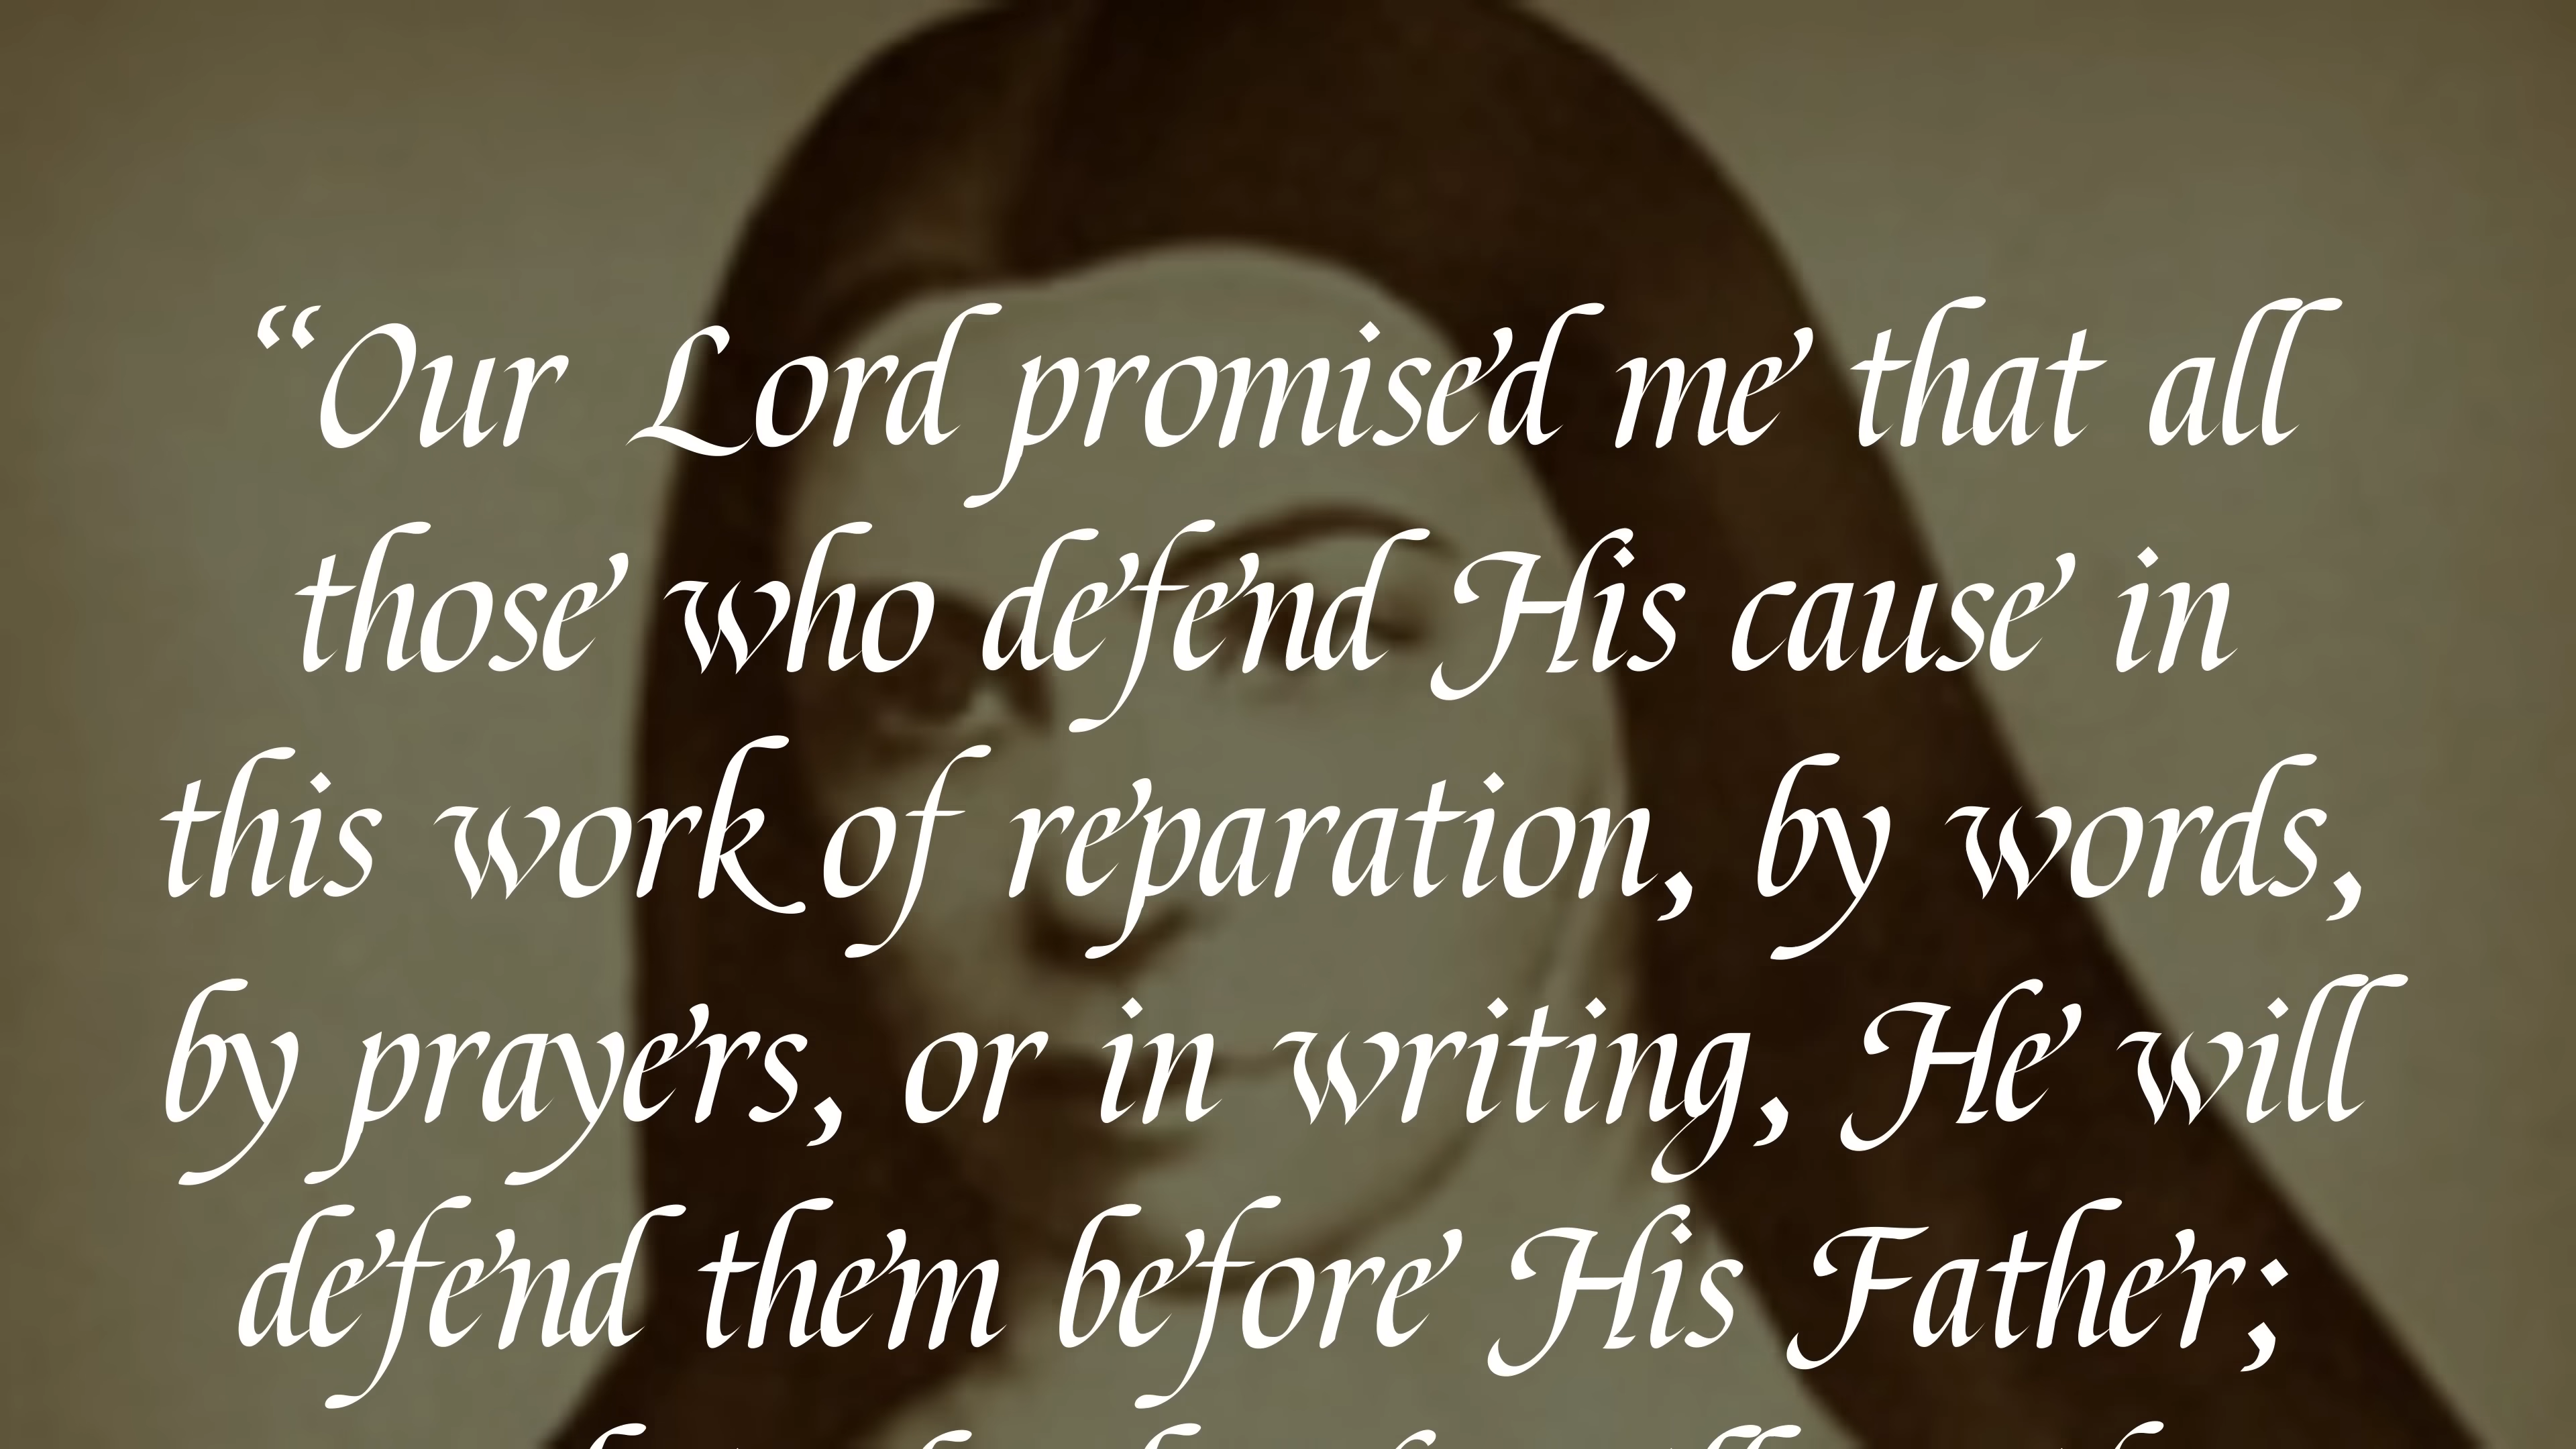 “Our Lord promised me that all
those who defend His cause in
this work of reparation, by words,
by prayers, or in writing, He will
defend them before His Father;